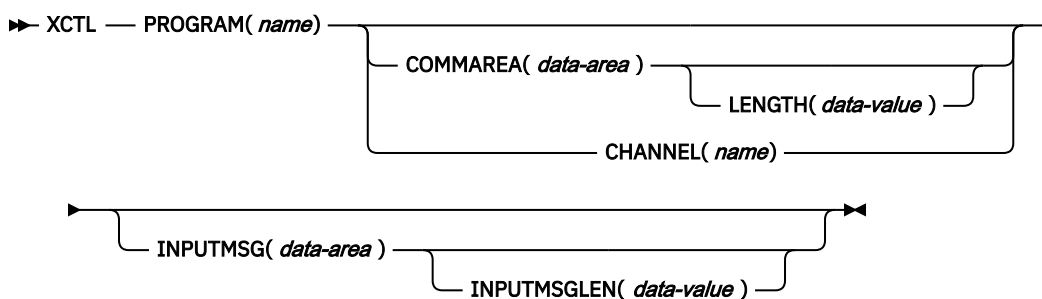 XCTL PROGRAM( name)
COMMAREA( data-area )
LENGTH( data-value )
CHANNEL( name)
INPUTMSG( data-area )
INPUTMSGLEN( data-value )